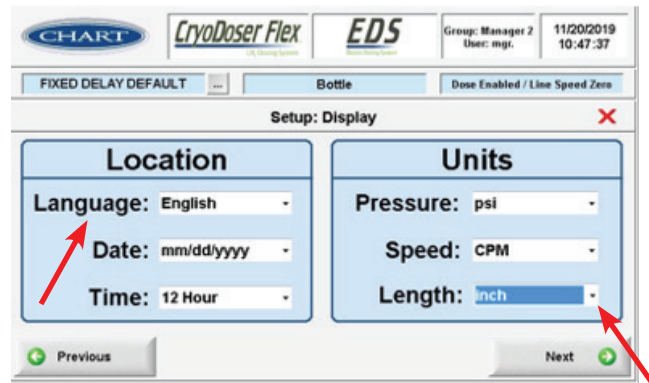 CHART
CryoDoser Flex
EDS
Group: Manager 2
User: mgr.
11/20/2019
10:47:37
FIXED DELAY DEFAULT ...
Bottle
Dose Enabled / Line Speed Zero
Setup: Display
Location
Language: English
Date: mm/dd/yyyy
Time: 12 Hour
Units
Pressure: psi
Speed: CPM
Length: inch
Previous
Next